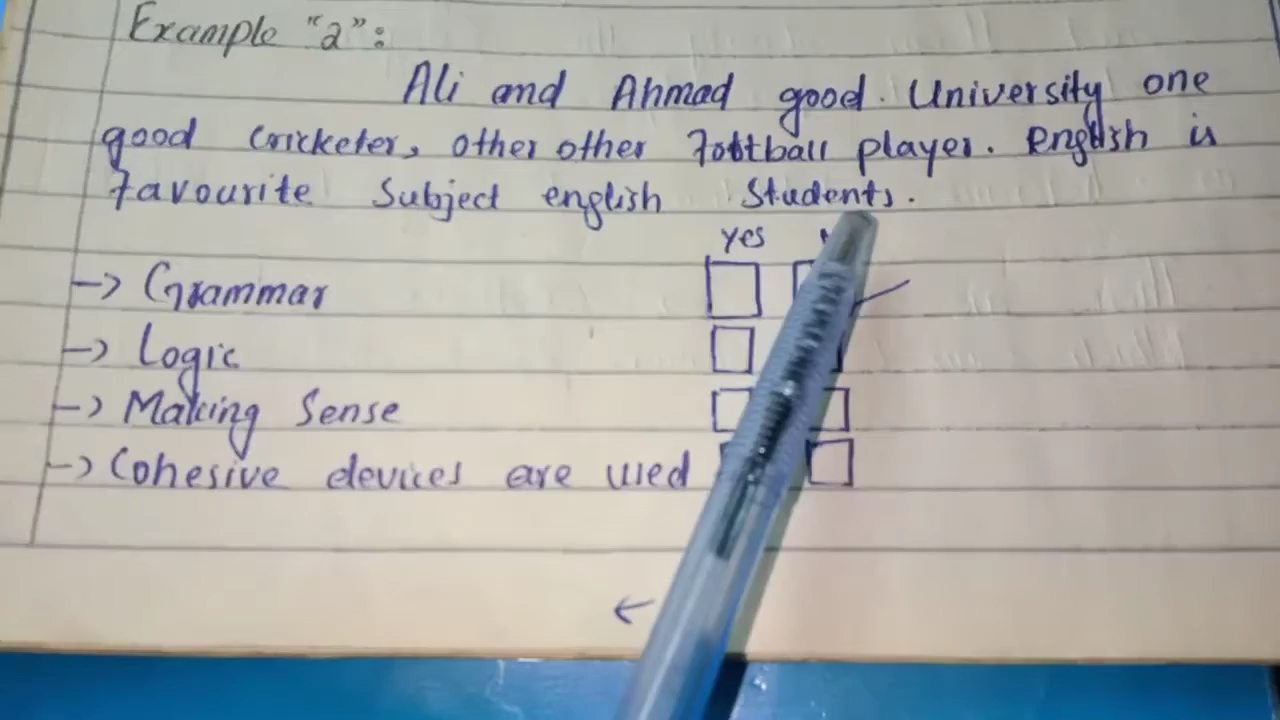 Example "2":
Ali and Ahmad good. University one
good cricketer, other other football player. English is
favourite subject english students.
yes
→ Grammar
→ Logic
→ Making Sense
→ Cohesive devices are used
←